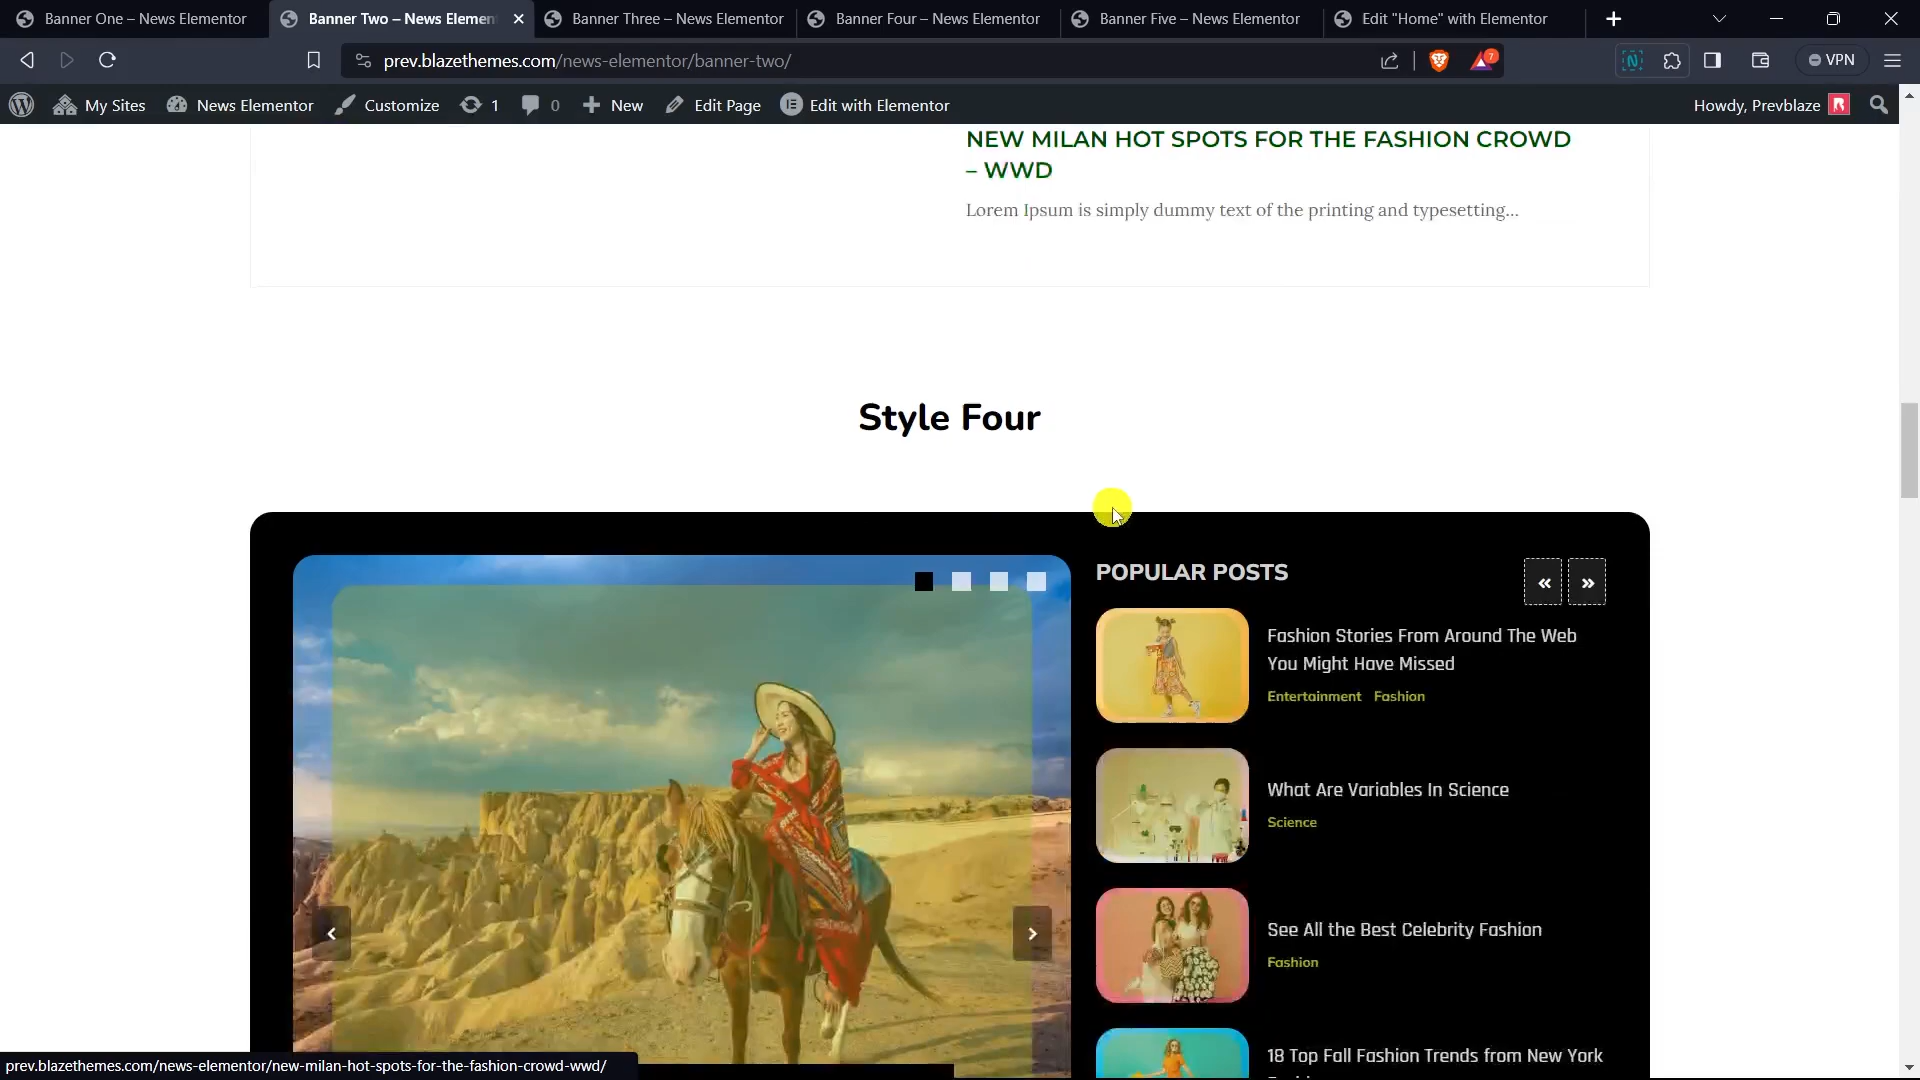 Banner One – News Elementor
Banner Two – News Elemen
Banner Three – News Elementor
Banner Four – News Elementor
Banner Five – News Elementor
Edit "Home" with Elementor
prev.blazethemes.com/news-elementor/banner-two/
7
VPN
My Sites
News Elementor
Customize
1
0
New
Edit Page
Edit with Elementor
Howdy, Prevblaze
NEW MILAN HOT SPOTS FOR THE FASHION CROWD
– WWD
Lorem Ipsum is simply dummy text of the printing and typesetting...
Style Four
POPULAR POSTS
Fashion Stories From Around The Web
You Might Have Missed
Entertainment Fashion
What Are Variables In Science
Science
See All the Best Celebrity Fashion
Fashion
18 Top Fall Fashion Trends from New York
prev.blazethemes.com/news-elementor/new-milan-hot-spots-for-the-fashion-crowd-wwd/